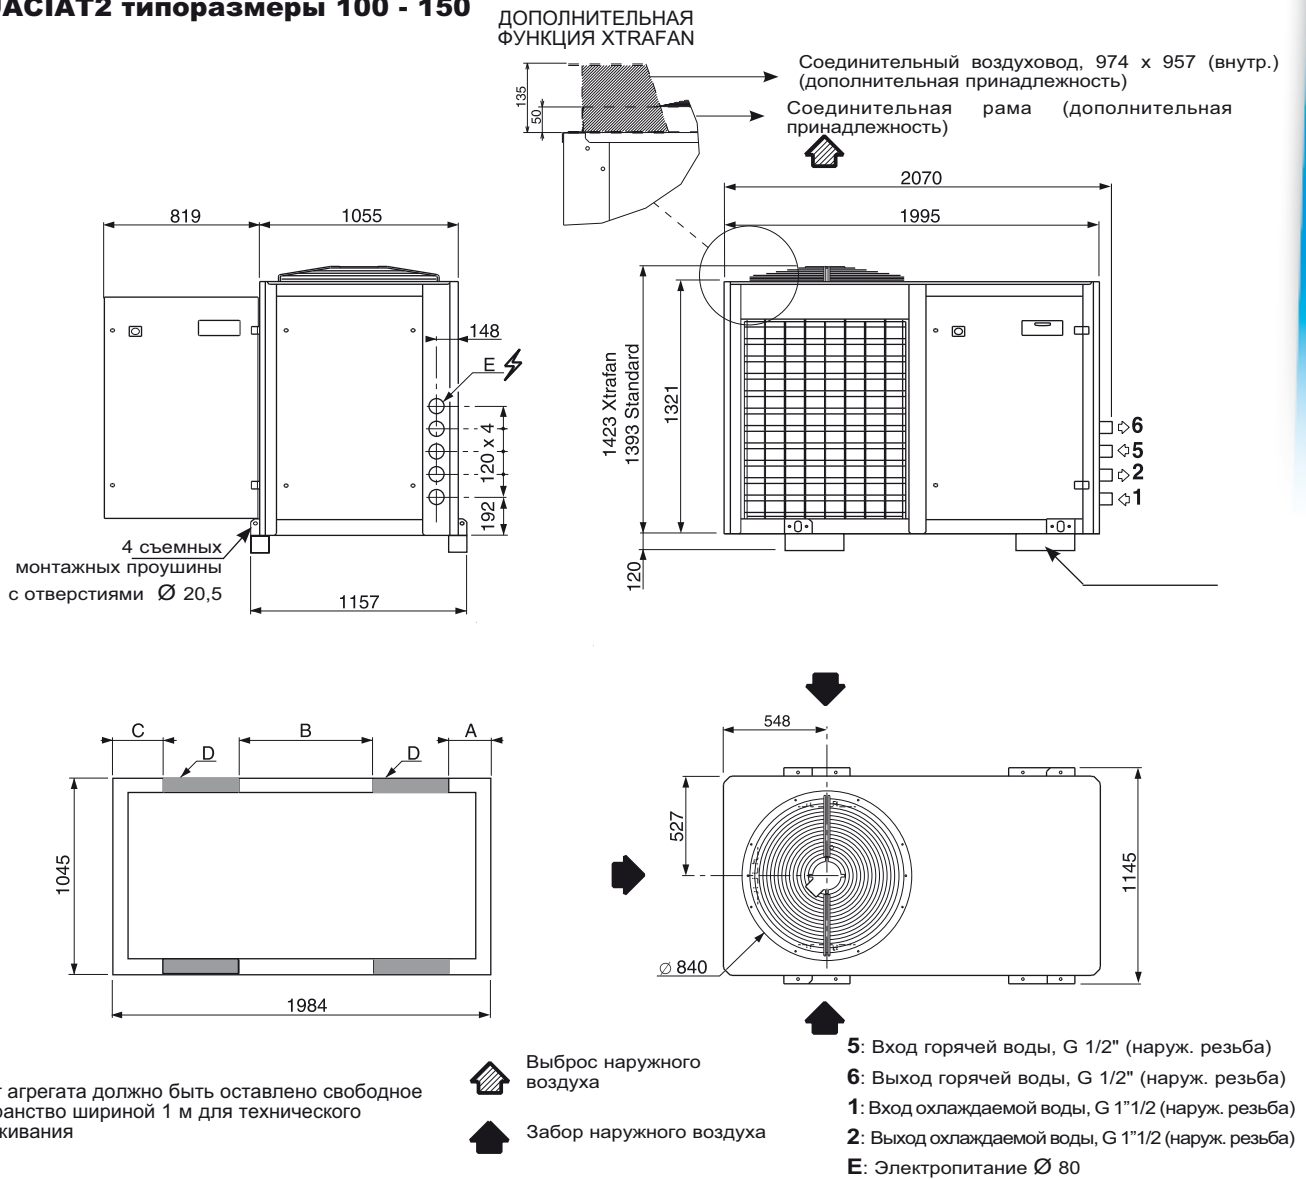 JACIAT2 типоразмеры 100 - 150
ДОПОЛНИТЕЛЬНАЯ
ФУНКЦИЯ XTRAFAN
135
50
Соединительный воздуховод, 974 x 957 (внутр.)
(дополнительная принадлежность)
Соединительная рама (дополнительная
принадлежность)
819
1055
148
E
120 x 4
192
4 съемных
монтажных проушины
с отверстиями Ø 20,5
1157
2070
1995
1423 Xtrafan
1393 Standard
1321
120
6
5
2
1
C
B
A
D
D
1045
1984
548
527
Ø 840
1145
г агрегата должно быть оставлено свободное
ранство шириной 1 м для технического
живания
Выброс наружного
воздуха
Забор наружного воздуха
5: Вход горячей воды, G 1/2" (наруж. резьба)
6: Выход горячей воды, G 1/2" (наруж. резьба)
1: Вход охлаждаемой воды, G 1”1/2 (наруж. резьба)
2: Выход охлаждаемой воды, G 1”1/2 (наруж. резьба)
E: Электропитание Ø 80